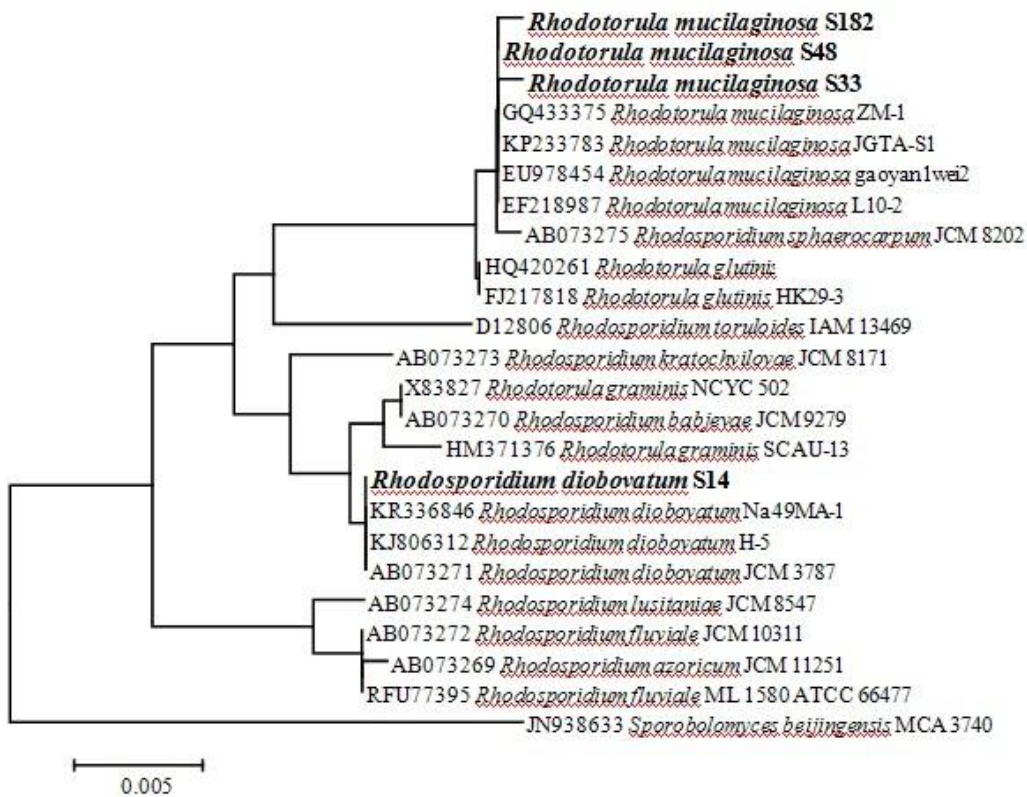 Rhodotorula mucilaginosa S182
Rhodotorula mucilaginosa S48
Rhodotorula mucilaginosa S33
GQ433375 Rhodotorula mucilaginosa ZM-1
KP233783 Rhodotorula mucilaginosa JGTA-S1
EU978454 Rhodotorula mucilaginosa gaoyan1wei2
EF218987 Rhodotorula mucilaginosa L10-2
AB073275 Rhodosporidium sphaerocarpum JCM 8202
HQ420261 Rhodotorula glutinis
FJ217818 Rhodotorula glutinis HK29-3
D12806 Rhodosporidium toruloides IAM 13469
AB073273 Rhodosporidium kratochvilovae JCM 8171
X83827 Rhodotorula graminis NCYC 502
AB073270 Rhodosporidium babjevae JCM 9279
HM371376 Rhodotorula graminis SCAU-13
Rhodosporidium diobovatum S14
KR336846 Rhodosporidium diobovatum Na49MA-1
KJ806312 Rhodosporidium diobovatum H-5
AB073271 Rhodosporidium diobovatum JCM 3787
AB073274 Rhodosporidium lusitaniae JCM 8547
AB073272 Rhodosporidium fluviale JCM 10311
AB073269 Rhodosporidium azoricum JCM 11251
RFU77395 Rhodosporidium fluviale ML 1580 ATCC 66477
JN938633 Sporobolomyces beijingensis MCA 3740
0.005